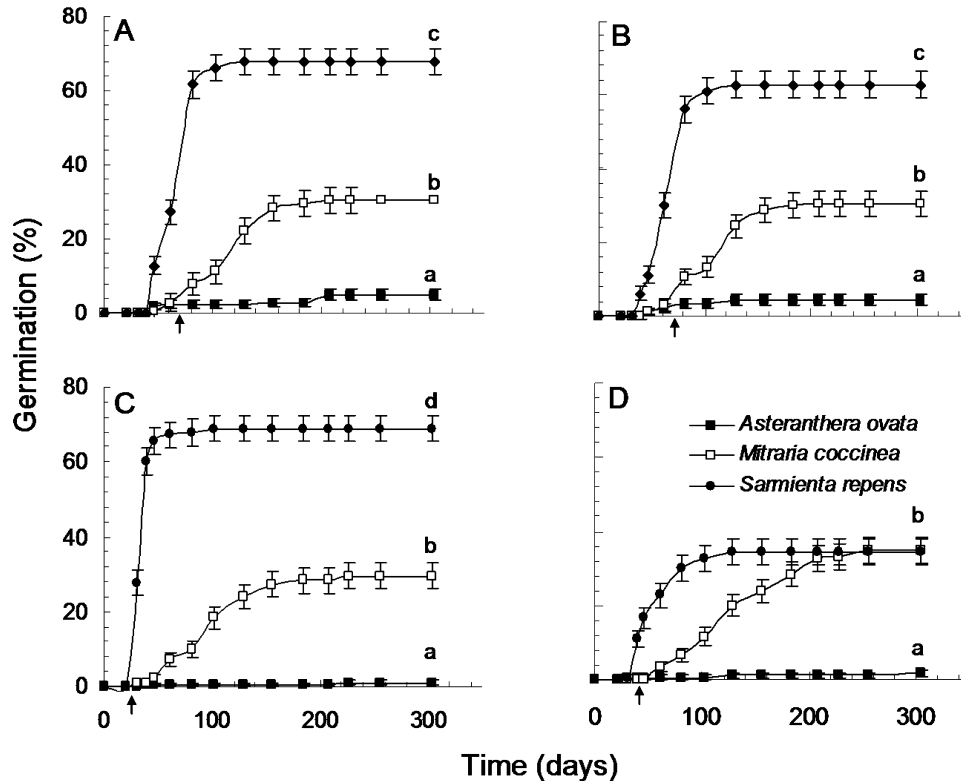 Germination (%)
A
80
60
40
20
0
c
b
a
B
c
b
a
C
80
60
40
20
0
d
b
a
0 100 200 300
D
Asteranthera ovata
Mitraria coccinea
Sarmienta repens
b
a
0 100 200 300
Time (days)